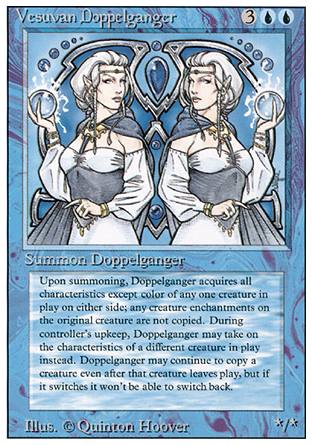 Vesuvan Doppelganger 3
Summon Doppelganger
Upon summoning, Doppelganger acquires all
characteristics except color of any one creature in
play on either side; any creature enchantments on
the original creature are not copied. During
controller's upkeep, Doppelganger may take on
the characteristics of a different creature in play
instead. Doppelganger may continue to copy a
creature even after that creature leaves play, but if
it switches it won't be able to switch back.
Illus. © Quinton Hoover */*